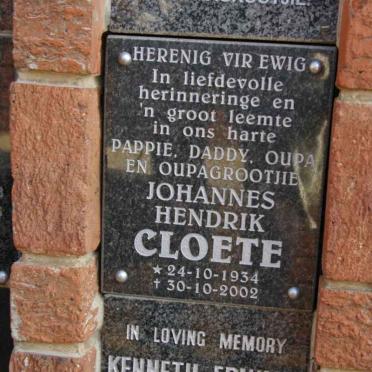 HERENIG VIR EWIG
In liefdevolle
herinneringe en
'n groot leemte
in ons harte
PAPPIE, DADDY, OUPA
EN OUPAGROOTJIE
JOHANNES
HENDRIK
CLOETE
★ 24-10-1934
† 30-10-2002
IN LOVING MEMORY
KENNETH